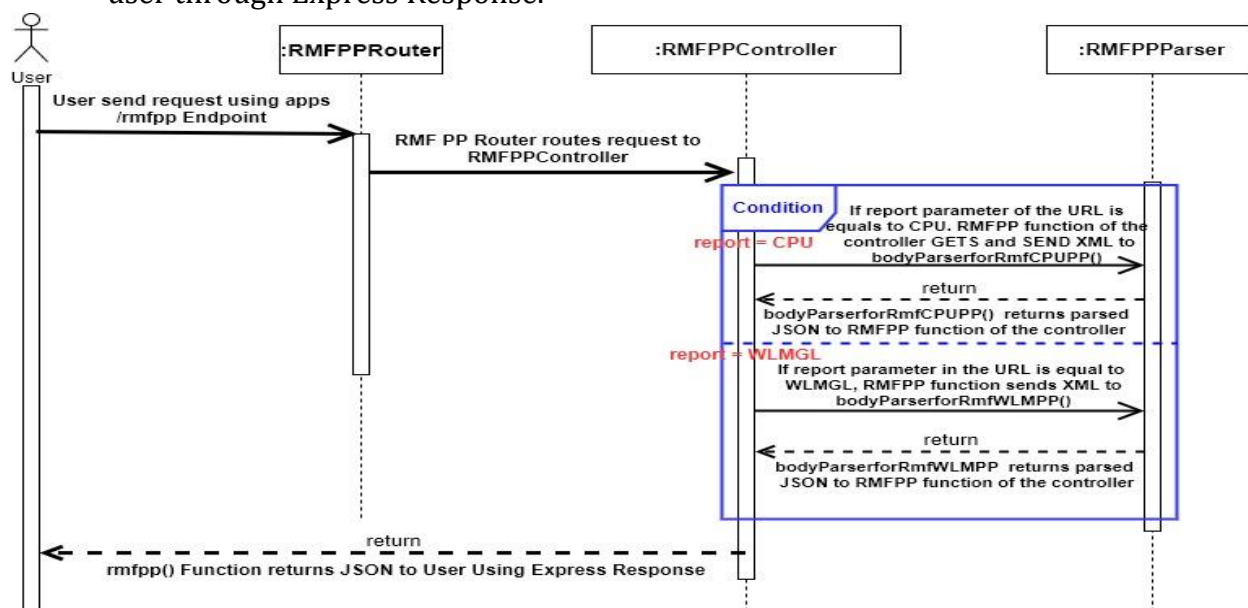 user through Express Response.
:RMFPPRouter
:RMFPPController
:RMFPPParser
User
User send request using apps
/rmfpp Endpoint
RMF PP Router routes request to
RMFPPController
Condition
If report parameter of the URL is
equals to CPU. RMFPP function of the
controller GETS and SEND XML to
bodyParserforRmfCPUPP()
report = CPU
return
bodyParserforRmfCPUPP() returns parsed
JSON to RMFPP function of the controller
report = WLMGL
If report parameter in the URL is equal to
WLMGL, RMFPP function sends XML to
bodyParserforRmfWLMPP()
return
bodyParserforRmfWLMPP returns parsed
JSON to RMFPP function of the controller
return
rmfpp() Function returns JSON to User Using Express Response